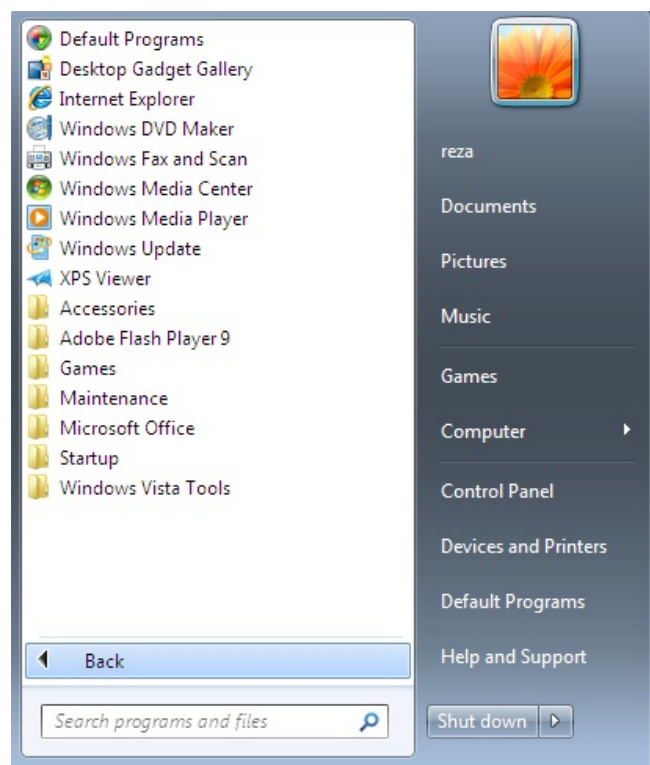 Default Programs
Desktop Gadget Gallery
Internet Explorer
Windows DVD Maker
Windows Fax and Scan
Windows Media Center
Windows Media Player
Windows Update
XPS Viewer
Accessories
Adobe Flash Player 9
Games
Maintenance
Microsoft Office
Startup
Windows Vista Tools
Back
Search programs and files
reza
Documents
Pictures
Music
Games
Computer
Control Panel
Devices and Printers
Default Programs
Help and Support
Shut down